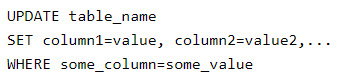 UPDATE table_name
SET column1=value, column2=value2,...
WHERE some_column=some_value